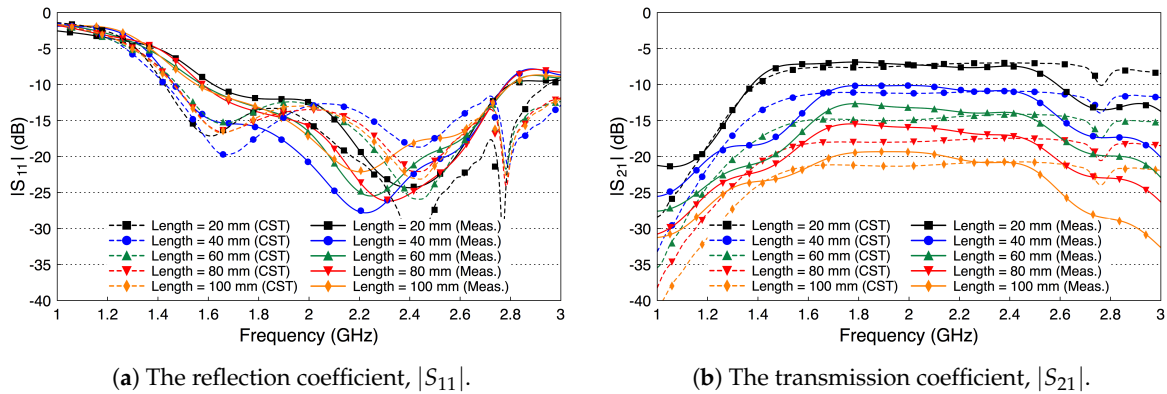 0
-5
-10
-15
-20
-25
-30
-35
-40
|S11| (dB)
Length = 20 mm (CST)
Length = 40 mm (CST)
Length = 60 mm (CST)
Length = 80 mm (CST)
Length = 100 mm (CST)
Length = 20 mm (Meas.)
Length = 40 mm (Meas.)
Length = 60 mm (Meas.)
Length = 80 mm (Meas.)
Length = 100 mm (Meas.)
1 1.2 1.4 1.6 1.8 2 2.2 2.4 2.6 2.8 3
Frequency (GHz)
(a) The reflection coefficient, |S11|.
0
-5
-10
-15
-20
-25
-30
-35
-40
|S21| (dB)
Length = 20 mm (CST)
Length = 40 mm (CST)
Length = 60 mm (CST)
Length = 80 mm (CST)
Length = 100 mm (CST)
Length = 20 mm (Meas.)
Length = 40 mm (Meas.)
Length = 60 mm (Meas.)
Length = 80 mm (Meas.)
Length = 100 mm (Meas.)
1 1.2 1.4 1.6 1.8 2 2.2 2.4 2.6 2.8 3
Frequency (GHz)
(b) The transmission coefficient, |S21|.